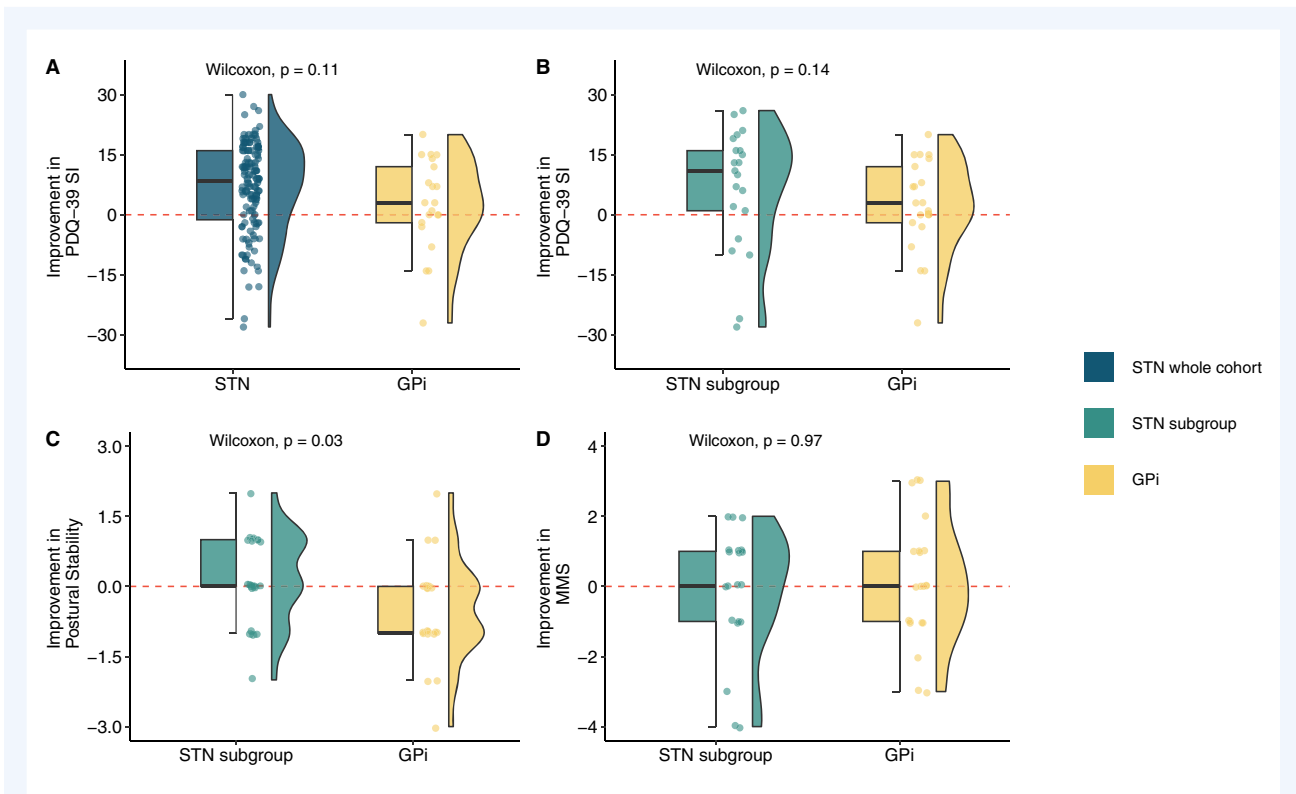 A
Wilcoxon, p = 0.11
Improvement in
PDQ−39 SI
30
15
0
−15
−30
STN
GPi
B
Wilcoxon, p = 0.14
Improvement in
PDQ−39 SI
30
15
0
−15
−30
STN subgroup
GPi
C
Wilcoxon, p = 0.03
Improvement in
Postural Stability
3.0
1.5
0.0
−1.5
−3.0
STN subgroup
GPi
D
Wilcoxon, p = 0.97
Improvement in
MMS
4
2
0
−2
−4
STN subgroup
GPi
STN whole cohort
STN subgroup
GPi